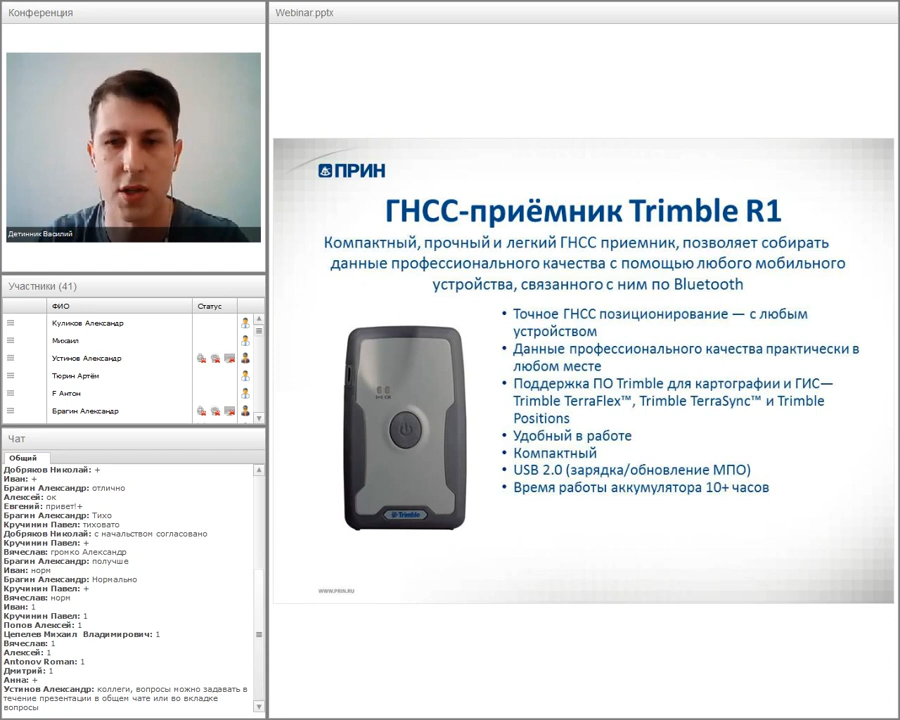 Конференция
Детинник Василий
Участники (41)
ФИО Статус
Куликов Александр
Михаил
Устинов Александр
Тюрин Артём
F Антон
Брагин Александр
Чат
Общий
Добряков Николай: +
Иван: +
Брагин Александр: отлично
Алексей: ок
Евгений: привет!+
Брагин Александр: Тихо
Кручинин Павел: тиховато
Добряков Николай: с начальством согласовано
Кручинин Павел: +
Вячеслав: громко Александр
Брагин Александр: получше
Иван: норм
Брагин Александр: Нормально
Кручинин Павел: +
Вячеслав: норм
Иван: 1
Кручинин Павел: 1
Попов Алексей: 1
Цепелев Михаил Владимирович: 1
Вячеслав: 1
Алексей: 1
Antonov Roman: 1
Дмитрий: 1
Анна: +
Устинов Александр: коллеги, вопросы можно задавать в
течение презентации в общем чате или во вкладке
вопросы
Webinar.pptx
ПРИН
ГНСС-приёмник Trimble R1
Компактный, прочный и легкий ГНСС приемник, позволяет собирать
данные профессионального качества с помощью любого мобильного
устройства, связанного с ним по Bluetooth
• Точное ГНСС позиционирование — с любым
устройством
• Данные профессионального качества практически в
любом месте
• Поддержка ПО Trimble для картографии и ГИС—
Trimble TerraFlex™, Trimble TerraSync™ и Trimble
Positions
• Удобный в работе
• Компактный
• USB 2.0 (зарядка/обновление МПО)
• Время работы аккумулятора 10+ часов
Trimble
WWW.PRIN.RU